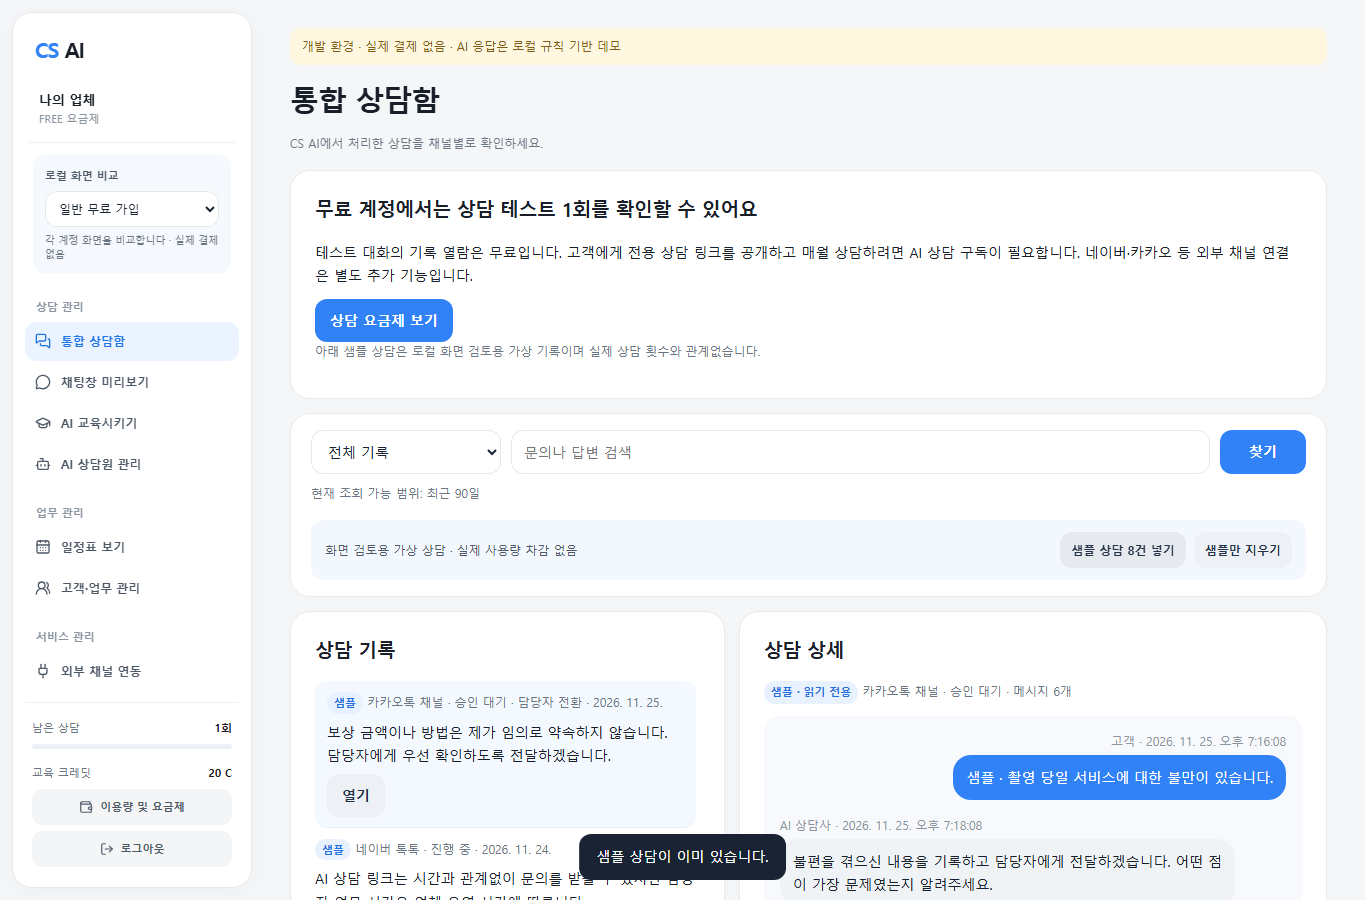 CS AI
나의 업체
FREE 요금제
로컬 화면 비교
일반 무료 가입
각 계정 화면을 비교합니다 · 실제 결제
없음
상담 관리
통합 상담함
채팅창 미리보기
AI 교육시키기
AI 상담원 관리
업무 관리
일정표 보기
고객·업무 관리
서비스 관리
외부 채널 연동
남은 상담 1회
교육 크레딧 20 C
이용량 및 요금제
로그아웃
개발 환경 · 실제 결제 없음 · AI 응답은 로컬 규칙 기반 데모
통합 상담함
CS AI에서 처리한 상담을 채널별로 확인하세요.
무료 계정에서는 상담 테스트 1회를 확인할 수 있어요
테스트 대화의 기록 열람은 무료입니다. 고객에게 전용 상담 링크를 공개하고 매월 상담하려면 AI 상담 구독이 필요합니다. 네이버·카카오 등 외부 채널 연결
은 별도 추가 기능입니다.
상담 요금제 보기
아래 샘플 상담은 로컬 화면 검토용 가상 기록이며 실제 상담 횟수와 관계없습니다.
전체 기록 문의나 답변 검색 찾기
현재 조회 가능 범위: 최근 90일
화면 검토용 가상 상담 · 실제 사용량 차감 없음 샘플 상담 8건 넣기 샘플만 지우기
상담 기록
샘플 카카오톡 채널 · 승인 대기 · 담당자 전환 · 2026. 11. 25.
보상 금액이나 방법은 제가 임의로 약속하지 않습니다.
담당자에게 우선 확인하도록 전달하겠습니다.
열기
샘플 네이버 톡톡 · 진행 중 · 2026. 11. 24.
AI 상담 링크는 시간과 관계없이 문의를 받을
상담 상세
샘플 · 읽기 전용 카카오톡 채널 · 승인 대기 · 메시지 6개
고객 · 2026. 11. 25. 오후 7:16:08
샘플 · 촬영 당일 서비스에 대한 불만이 있습니다.
AI 상담사 · 2026. 11. 25. 오후 7:18:08
불편을 겪으신 내용을 기록하고 담당자에게 전달하겠습니다. 어떤 점
이 가장 문제였는지 알려주세요.
샘플 상담이 이미 있습니다.